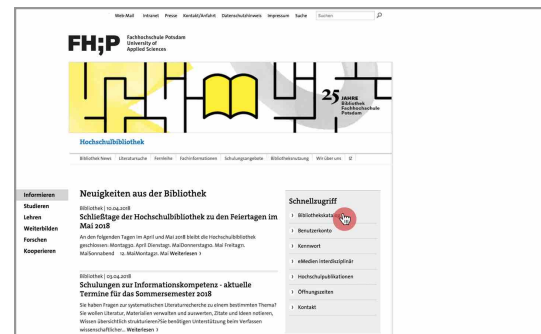 Web-Mail Intranet Presse Kontakt/Anfahrt Datenschutzhinweis Impressum Suche Suchen
FH;P Fachhochschule Potsdam
University of
Applied Sciences
25 JAHRE
Bibliothek
Fachhochschule
Potsdam
Hochschulbibliothek
Bibliothek News Literatursuche Fernleihe Fachinformationen Schulungsangebote Bibliotheksnutzung Wir über uns
Informieren
Studieren
Lehren
Weiterbilden
Forschen
Kooperieren
Neuigkeiten aus der Bibliothek
Bibliothek | 10.04.2018
Schließtage der Hochschulbibliothek zu den Feiertagen im
Mai 2018
An den folgenden Tagen im April und Mai 2018 bleibt die Hochschulbibliothek
geschlossen: Montag30. April Dienstag1. MaiDonnerstag10. Mai Freitag11.
MaiSonnabend 12. MaiMontag21. Mai Weiterlesen >
Bibliothek | 03.04.2018
Schulungen zur Informationskompetenz - aktuelle
Termine für das Sommersemester 2018
Sie haben Fragen zur systematischen Literaturrecherche zu einem bestimmten Thema?
Sie wollen Literatur, Materialien verwalten und auswerten, Zitate und Ideen notieren,
Wissen übersichtlich strukturieren?Sie benötigen Unterstützung beim Verfassen
wissenschaftlicher... Weiterlesen >
Schnellzugriff
› Bibliothekskatalog
› Benutzerkonto
› Kennwort
› eMedien interdisziplinär
› Hochschulpublikationen
› Öffnungszeiten
› Kontakt